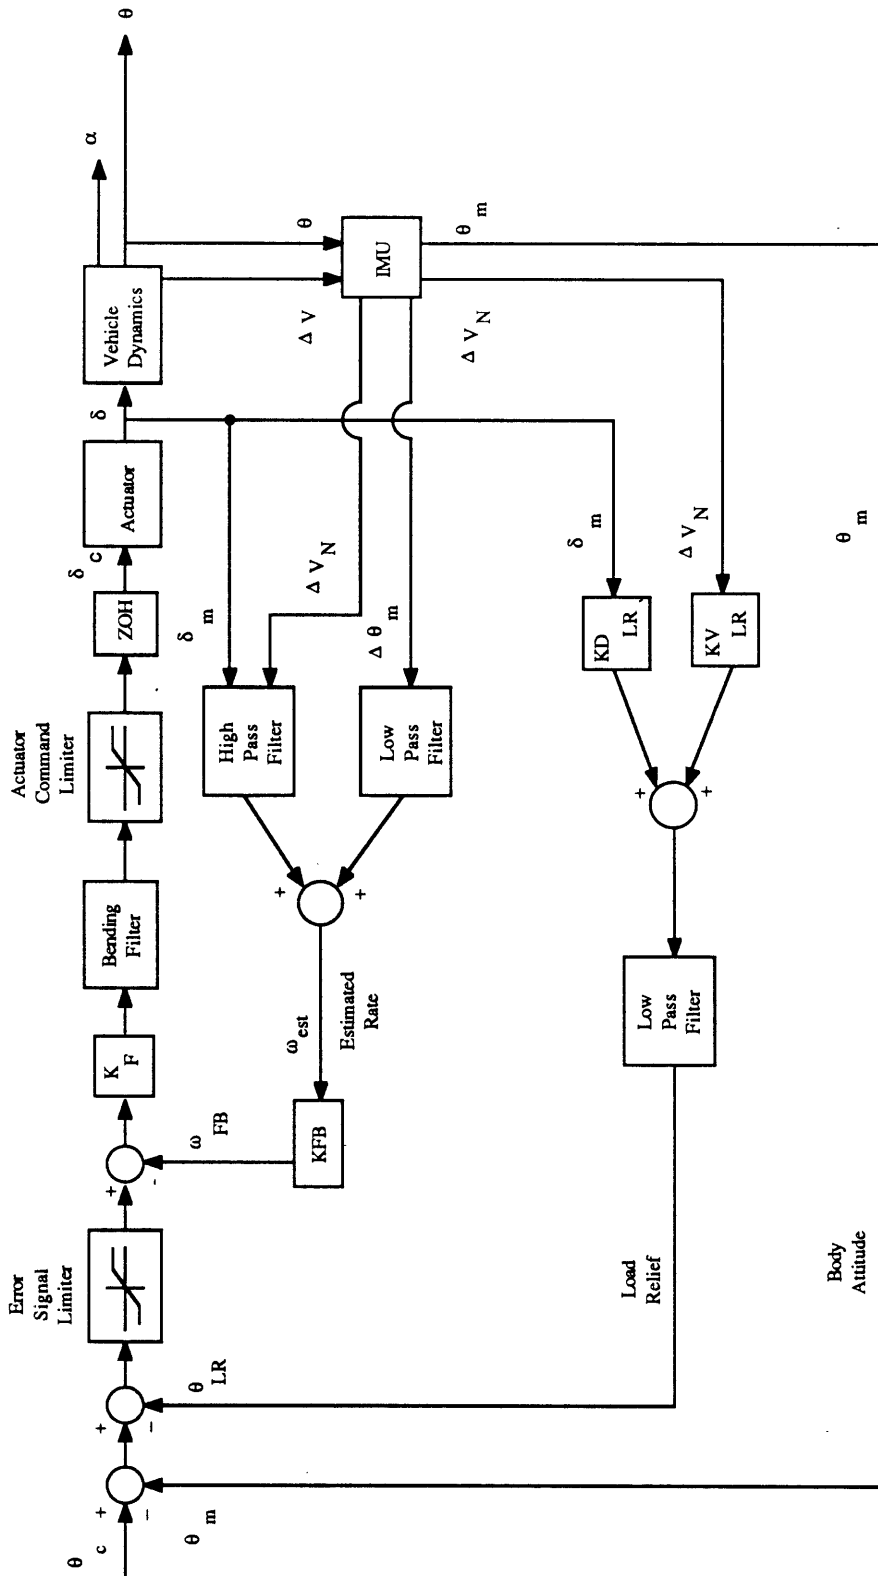 θ
c
+
−
θ
m
+
−
θ
LR
Error
Signal
Limiter
+
-
ω
FB
K
F
Bending
Filter
Actuator
Command
Limiter
ZOH
δ
c
Actuator
δ
Vehicle
Dynamics
α
θ
KFB
ω
est
Estimated
Rate
+
+
High
Pass
Filter
δ
m
Δ V
N
Low
Pass
Filter
Δ θ
m
Δ V
θ
IMU
Δ V
N
θ
m
Load
Relief
Low
Pass
Filter
+
+
KD
LR
δ
m
KV
LR
Δ V
N
Body
Attitude
θ
m